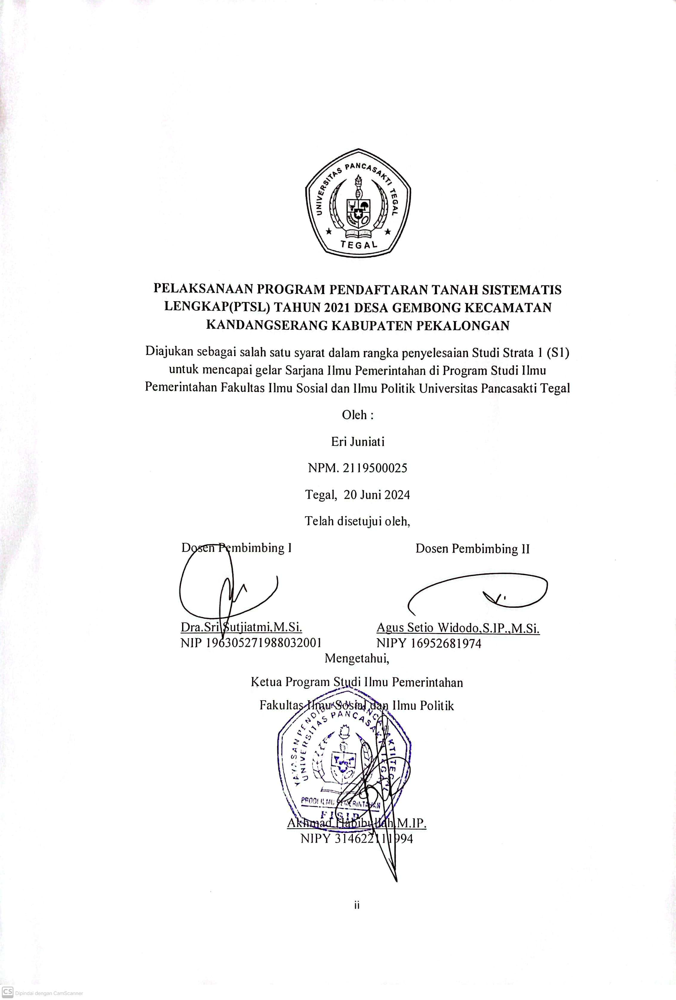 UNIVERSITAS PANCASAKTI TEGAL
TEGAL
PELAKSANAAN PROGRAM PENDAFTARAN TANAH SISTEMATIS
LENGKAP(PTSL) TAHUN 2021 DESA GEMBONG KECAMATAN
KANDANGSERANG KABUPATEN PEKALONGAN
Diajukan sebagai salah satu syarat dalam rangka penyelesaian Studi Strata 1 (S1)
untuk mencapai gelar Sarjana Ilmu Pemerintahan di Program Studi Ilmu
Pemerintahan Fakultas Ilmu Sosial dan Ilmu Politik Universitas Pancasakti Tegal
Oleh :
Eri Juniati
NPM. 2119500025
Tegal, 20 Juni 2024
Telah disetujui oleh,
Dosen Pembimbing I Dosen Pembimbing II
Dra.Sri Sutjiatmi,M.Si. Agus Setio Widodo,S.IP.,M.Si.
NIP 196305271988032001 NIPY 16952681974
Mengetahui,
Ketua Program Studi Ilmu Pemerintahan
Fakultas Ilmu Sosial dan Ilmu Politik
YAYASAN PENDIDIKAN PANCASAKTI TEGAL
UNIVERSITAS PANCASAKTI TEGAL
PRODI ILMU PEMERINTAHAN
FISIP
Akhmad Habibullah,M.IP.
NIPY 314622111994
ii
CS Dipindai dengan CamScanner